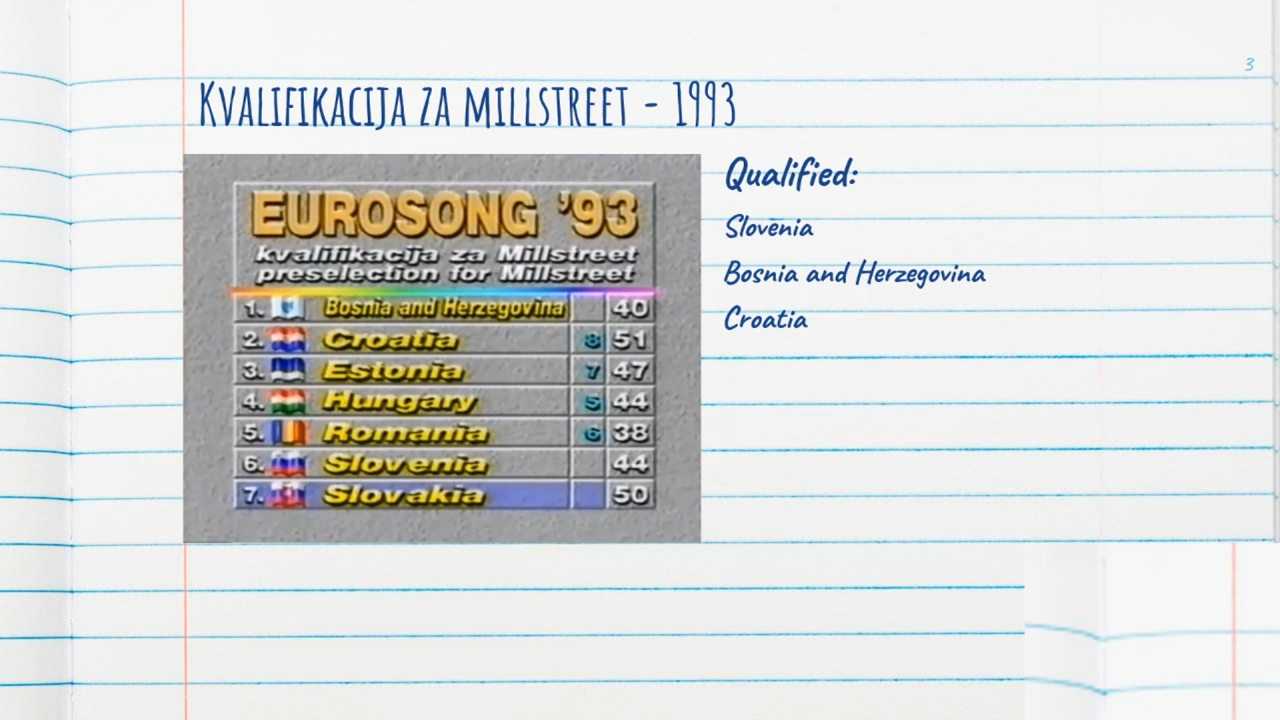 3
Kvalifikacija za Millstreet - 1993
EUROSONG '93
kvalifikacija za Millstreet
preselection for Millstreet
1. Bosnia and Herzegovina 40
2. Croatia 8 51
3. Estonia 7 47
4. Hungary 5 44
5. Romania 6 38
6. Slovenia 44
7. Slovakia 50
Qualified:
Slovenia
Bosnia and Herzegovina
Croatia